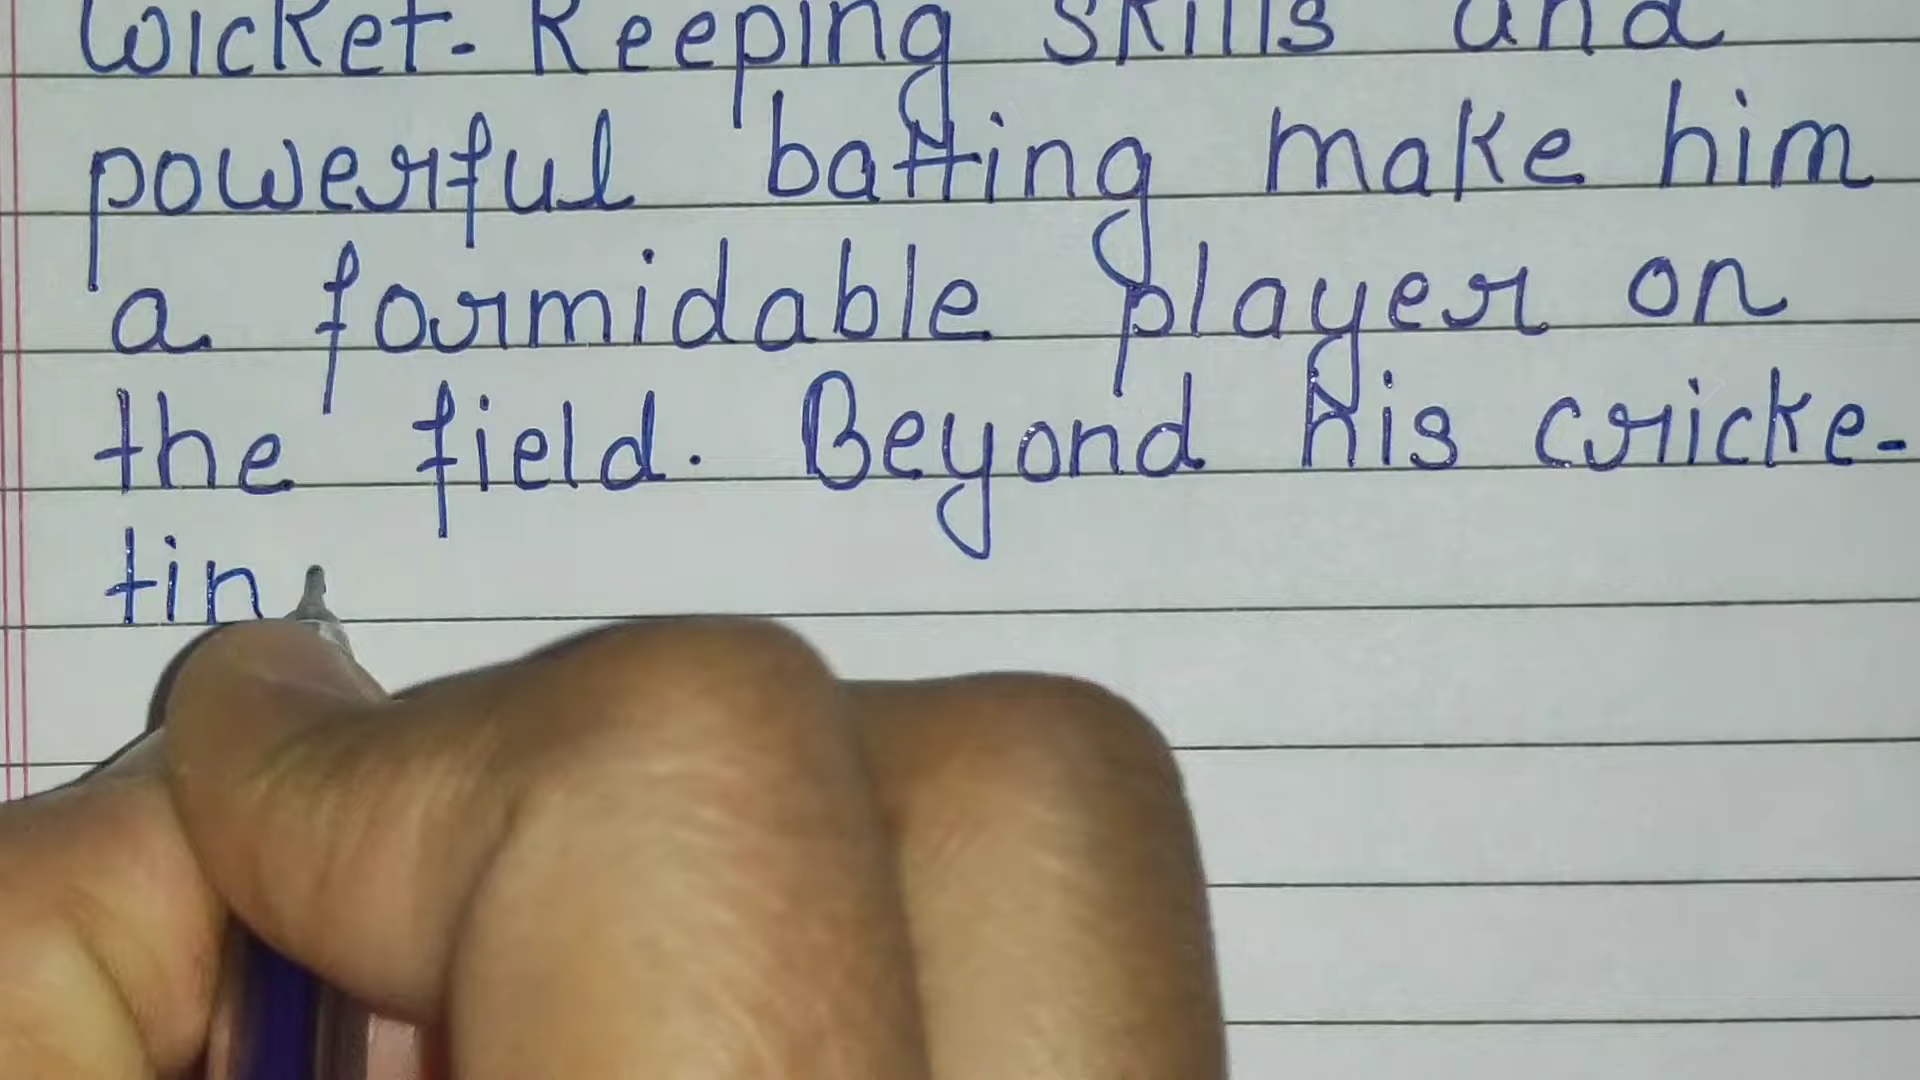 wicket-keeping skills and
powerful batting make him
a formidable player on
the field. Beyond his cricke-
tin